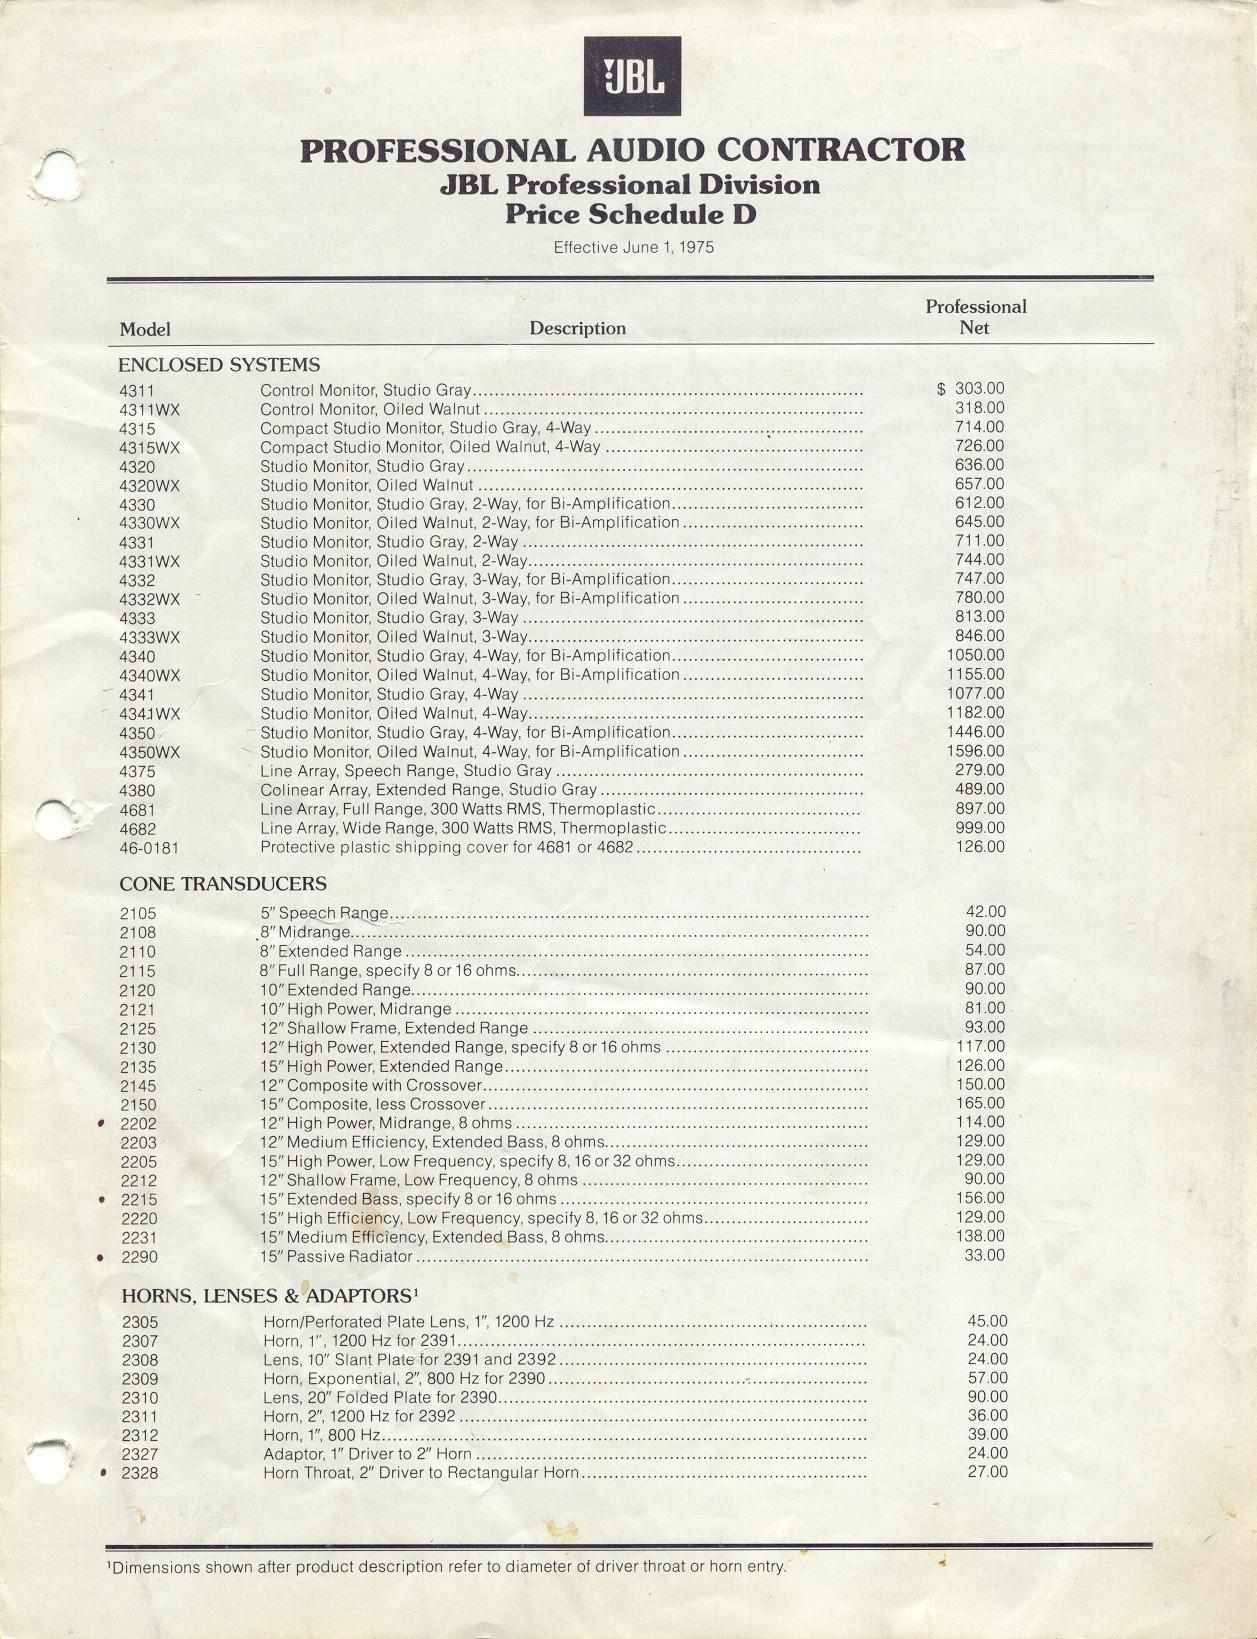 JBL
PROFESSIONAL AUDIO CONTRACTOR
JBL Professional Division
Price Schedule D
Effective June 1, 1975
Model Description Professional Net
ENCLOSED SYSTEMS
4311 Control Monitor, Studio Gray $ 303.00
4311WX Control Monitor, Oiled Walnut 318.00
4315 Compact Studio Monitor, Studio Gray, 4-Way 714.00
4315WX Compact Studio Monitor, Oiled Walnut, 4-Way 726.00
4320 Studio Monitor, Studio Gray 636.00
4320WX Studio Monitor, Oiled Walnut 657.00
4330 Studio Monitor, Studio Gray, 2-Way, for Bi-Amplification 612.00
4330WX Studio Monitor, Oiled Walnut, 2-Way, for Bi-Amplification 645.00
4331 Studio Monitor, Studio Gray, 2-Way 711.00
4331WX Studio Monitor, Oiled Walnut, 2-Way 744.00
4332 Studio Monitor, Studio Gray, 3-Way, for Bi-Amplification 747.00
4332WX Studio Monitor, Oiled Walnut, 3-Way, for Bi-Amplification 780.00
4333 Studio Monitor, Studio Gray, 3-Way 813.00
4333WX Studio Monitor, Oiled Walnut, 3-Way 846.00
4340 Studio Monitor, Studio Gray, 4-Way, for Bi-Amplification 1050.00
4340WX Studio Monitor, Oiled Walnut, 4-Way, for Bi-Amplification 1155.00
4341 Studio Monitor, Studio Gray, 4-Way 1077.00
4341WX Studio Monitor, Oiled Walnut, 4-Way 1182.00
4350 Studio Monitor, Studio Gray, 4-Way, for Bi-Amplification 1446.00
4350WX Studio Monitor, Oiled Walnut, 4-Way, for Bi-Amplification 1596.00
4375 Line Array, Speech Range, Studio Gray 279.00
4380 Colinear Array, Extended Range, Studio Gray 489.00
4681 Line Array, Full Range, 300 Watts RMS, Thermoplastic 897.00
4682 Line Array, Wide Range, 300 Watts RMS, Thermoplastic 999.00
46-0181 Protective plastic shipping cover for 4681 or 4682 126.00
CONE TRANSDUCERS
2105 5" Speech Range 42.00
2108 8" Midrange 90.00
2110 8" Extended Range 54.00
2115 8" Full Range, specify 8 or 16 ohms 87.00
2120 10" Extended Range 90.00
2121 10" High Power, Midrange 81.00
2125 12" Shallow Frame, Extended Range 93.00
2130 12" High Power, Extended Range, specify 8 or 16 ohms 117.00
2135 15" High Power, Extended Range 126.00
2145 12" Composite with Crossover 150.00
2150 15" Composite, less Crossover 165.00
• 2202 12" High Power, Midrange, 8 ohms 114.00
2203 12" Medium Efficiency, Extended Bass, 8 ohms 129.00
2205 15" High Power, Low Frequency, specify 8, 16 or 32 ohms 129.00
2212 12" Shallow Frame, Low Frequency, 8 ohms 90.00
• 2215 15" Extended Bass, specify 8 or 16 ohms 156.00
2220 15" High Efficiency, Low Frequency, specify 8, 16 or 32 ohms 129.00
2231 15" Medium Efficiency, Extended Bass, 8 ohms 138.00
• 2290 15" Passive Radiator 33.00
HORNS, LENSES & ADAPTORS¹
2305 Horn/Perforated Plate Lens, 1", 1200 Hz 45.00
2307 Horn, 1", 1200 Hz for 2391 24.00
2308 Lens, 10" Slant Plate for 2391 and 2392 24.00
2309 Horn, Exponential, 2", 800 Hz for 2390 57.00
2310 Lens, 20" Folded Plate for 2390 90.00
2311 Horn, 2", 1200 Hz for 2392 36.00
2312 Horn, 1", 800 Hz 39.00
2327 Adaptor, 1" Driver to 2" Horn 24.00
• 2328 Horn Throat, 2" Driver to Rectangular Horn 27.00
¹Dimensions shown after product description refer to diameter of driver throat or horn entry.